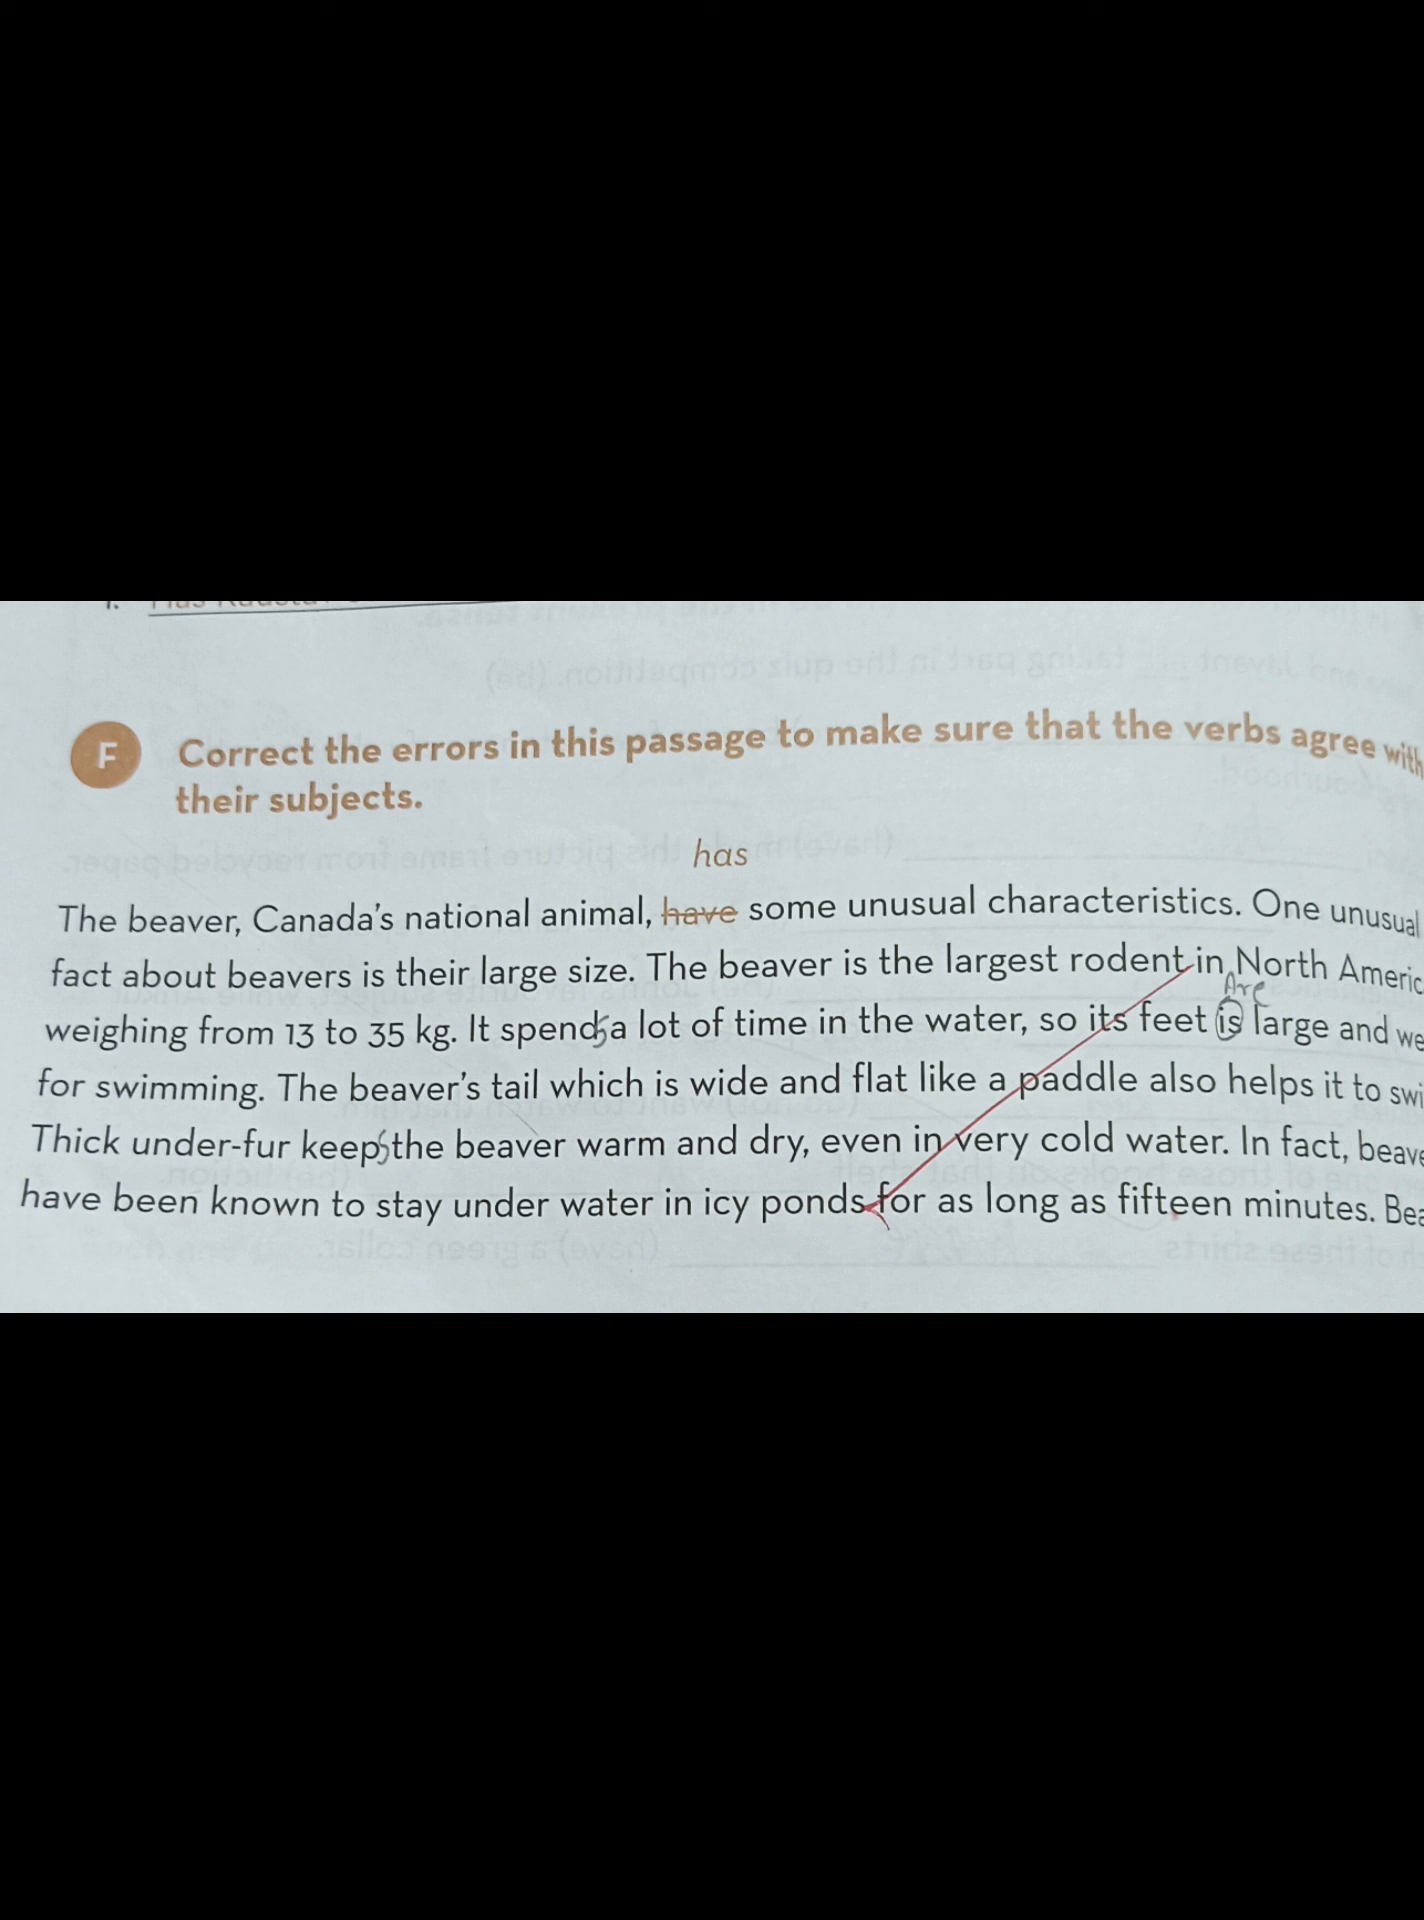 F Correct the errors in this passage to make sure that the verbs agree with
their subjects.
has
The beaver, Canada's national animal, have some unusual characteristics. One unusual
fact about beavers is their large size. The beaver is the largest rodent in North Americ
Are
weighing from 13 to 35 kg. It spends a lot of time in the water, so its feet is large and we
for swimming. The beaver's tail which is wide and flat like a paddle also helps it to swi
Thick under-fur keeps the beaver warm and dry, even in very cold water. In fact, beave
have been known to stay under water in icy ponds for as long as fifteen minutes. Bea